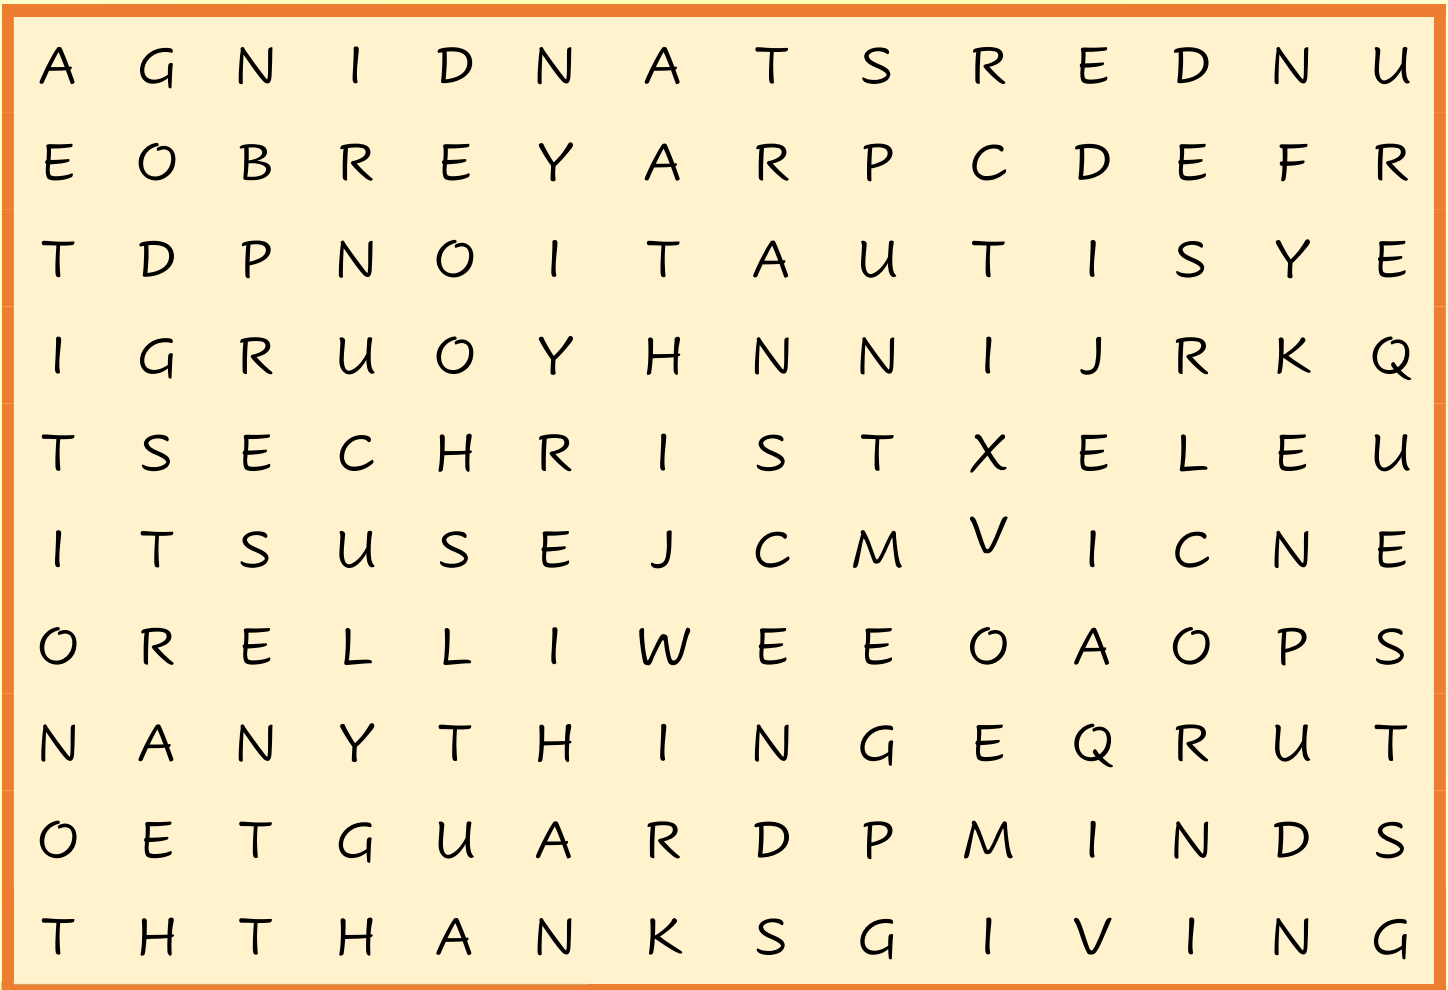 A G N I D N A T S R E D N U
E O B R E Y A R P C D E F R
T D P N O I T A U T I S Y E
I G R U O Y H N N I J R K Q
T S E C H R I S T X E L E U
I T S U S E J C M V I C N E
O R E L L I W E E O A O P S
N A N Y T H I N G E Q R U T
O E T G U A R D P M I N D S
T H T H A N K S G I V I N G